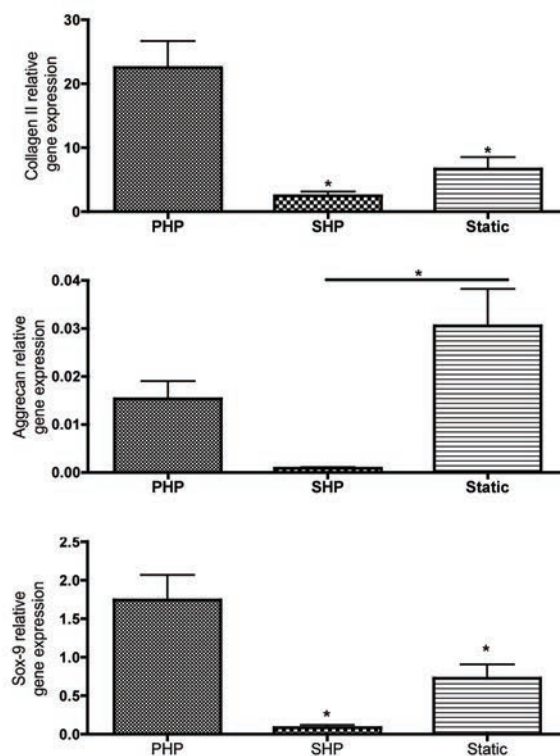 Collagen II relative
gene expression
30
20
10
0
*
*
PHP SHP Static
Aggrecan relative
gene expression
0.04
0.03
0.02
0.01
0.00
*
PHP SHP Static
Sox-9 relative
gene expression
2.5
2.0
1.5
1.0
0.5
0.0
*
*
PHP SHP Static